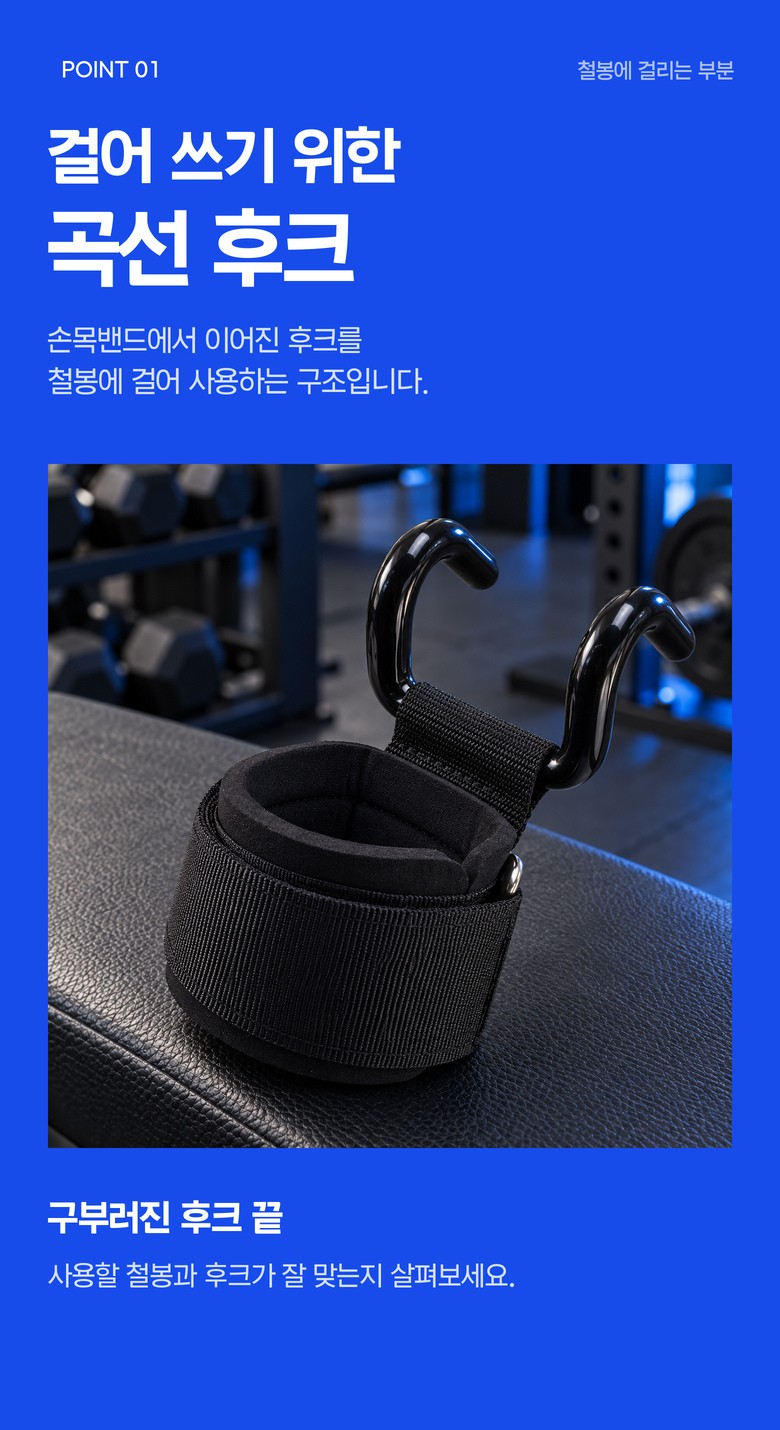 POINT 01
철봉에 걸리는 부분
걸어 쓰기 위한
곡선 후크
손목밴드에서 이어진 후크를
철봉에 걸어 사용하는 구조입니다.
구부러진 후크 끝
사용할 철봉과 후크가 잘 맞는지 살펴보세요.